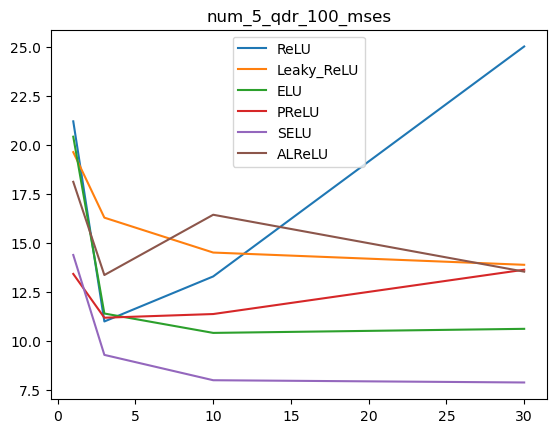 num_5_qdr_100_mses
25.0
22.5
20.0
17.5
15.0
12.5
10.0
7.5
ReLU
Leaky_ReLU
ELU
PReLU
SELU
ALReLU
0 5 10 15 20 25 30